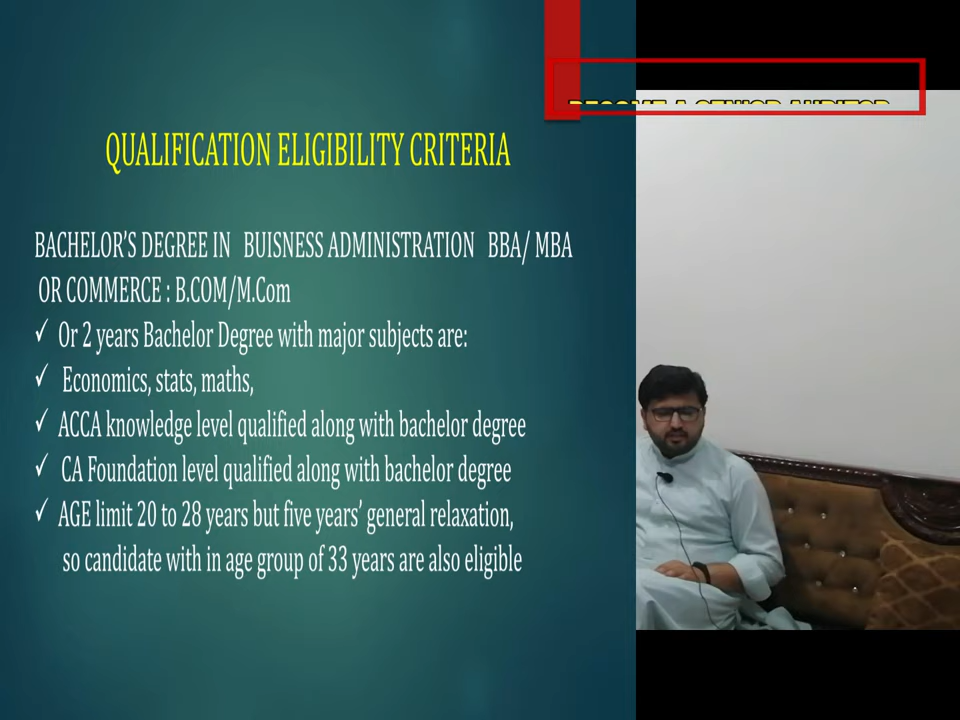 BECOME A SENIOR AUDITOR
QUALIFICATION ELIGIBILITY CRITERIA
BACHELOR'S DEGREE IN BUISNESS ADMINISTRATION BBA/ MBA
OR COMMERCE : B.COM/M.Com
✓ Or 2 years Bachelor Degree with major subjects are:
✓ Economics, stats, maths,
✓ ACCA knowledge level qualified along with bachelor degree
✓ CA Foundation level qualified along with bachelor degree
✓ AGE limit 20 to 28 years but five years' general relaxation,
so candidate with in age group of 33 years are also eligible